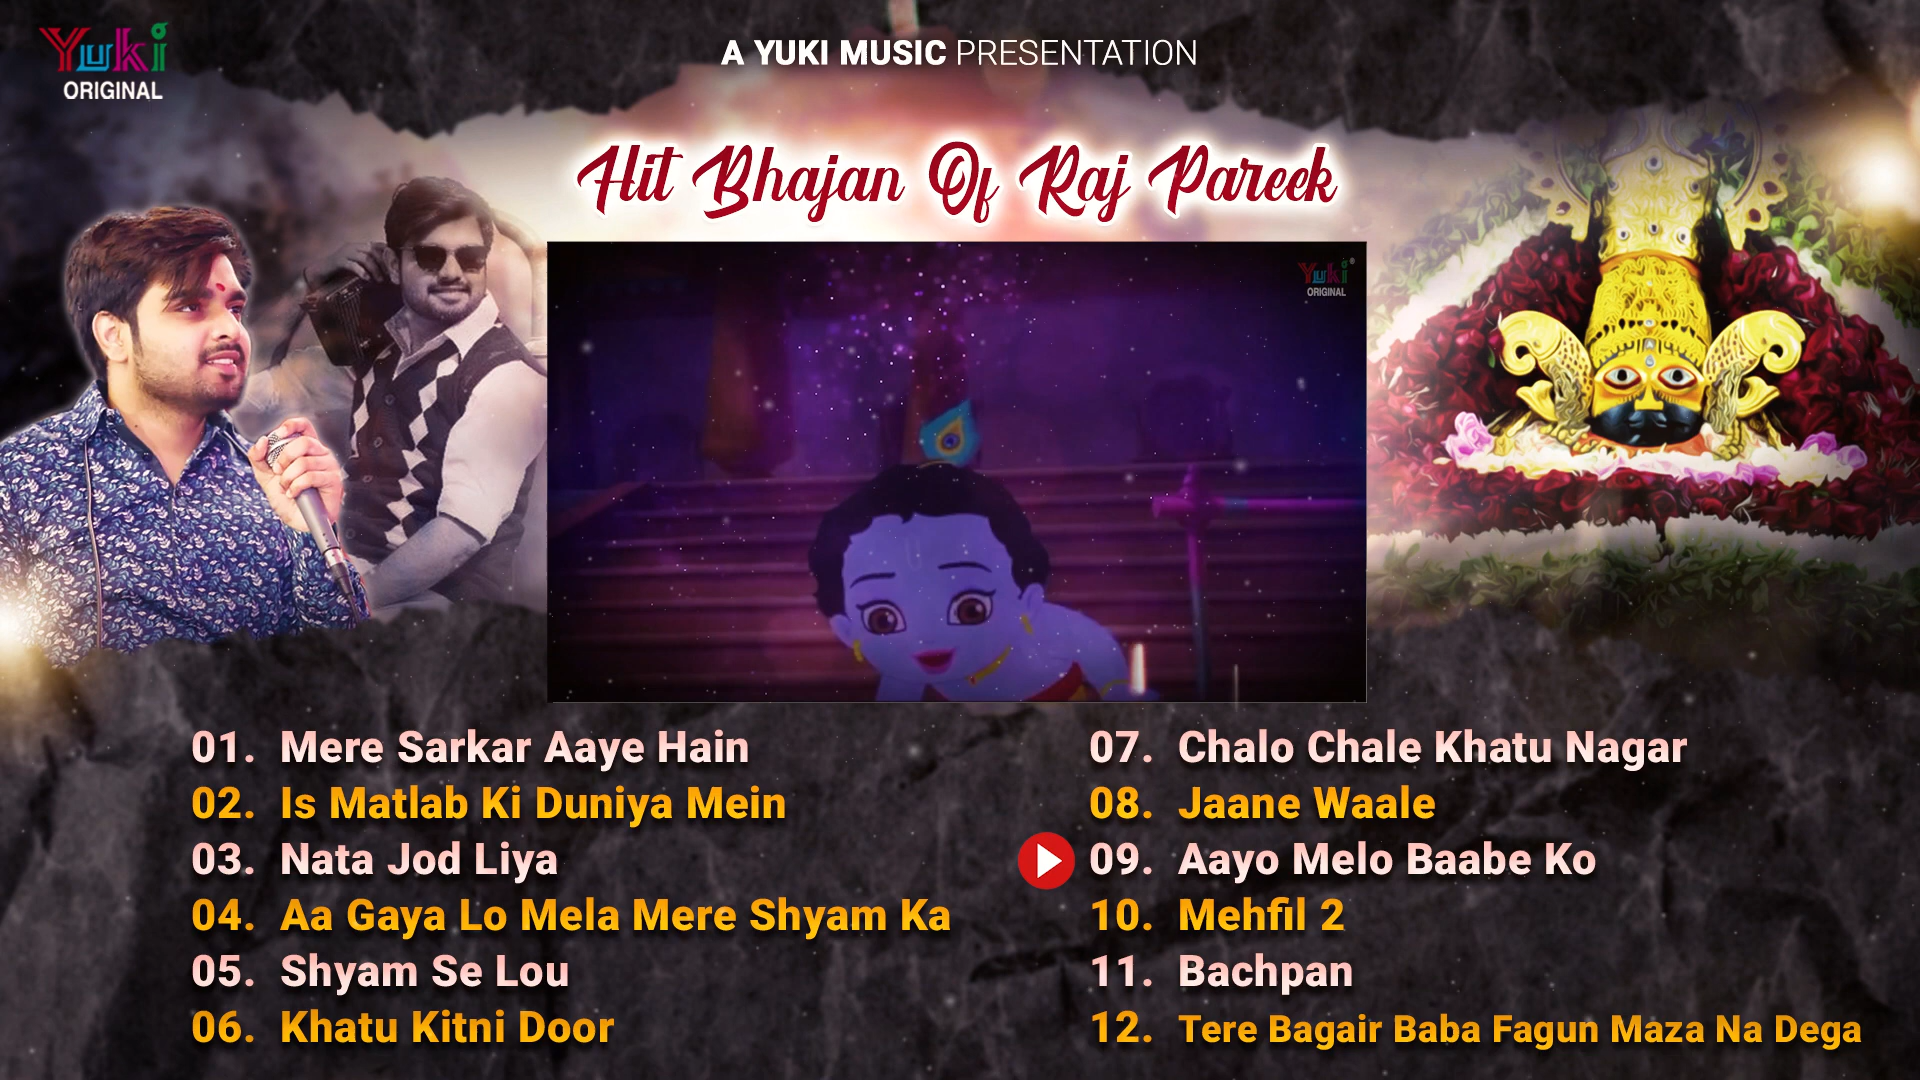 Yuki
ORIGINAL
A YUKI MUSIC PRESENTATION
Hit Bhajan Of Raj Pareek
Yuki
ORIGINAL
01. Mere Sarkar Aaye Hain
02. Is Matlab Ki Duniya Mein
03. Nata Jod Liya
04. Aa Gaya Lo Mela Mere Shyam Ka
05. Shyam Se Lou
06. Khatu Kitni Door
07. Chalo Chale Khatu Nagar
08. Jaane Waale
09. Aayo Melo Baabe Ko
10. Mehfil 2
11. Bachpan
12. Tere Bagair Baba Fagun Maza Na Dega